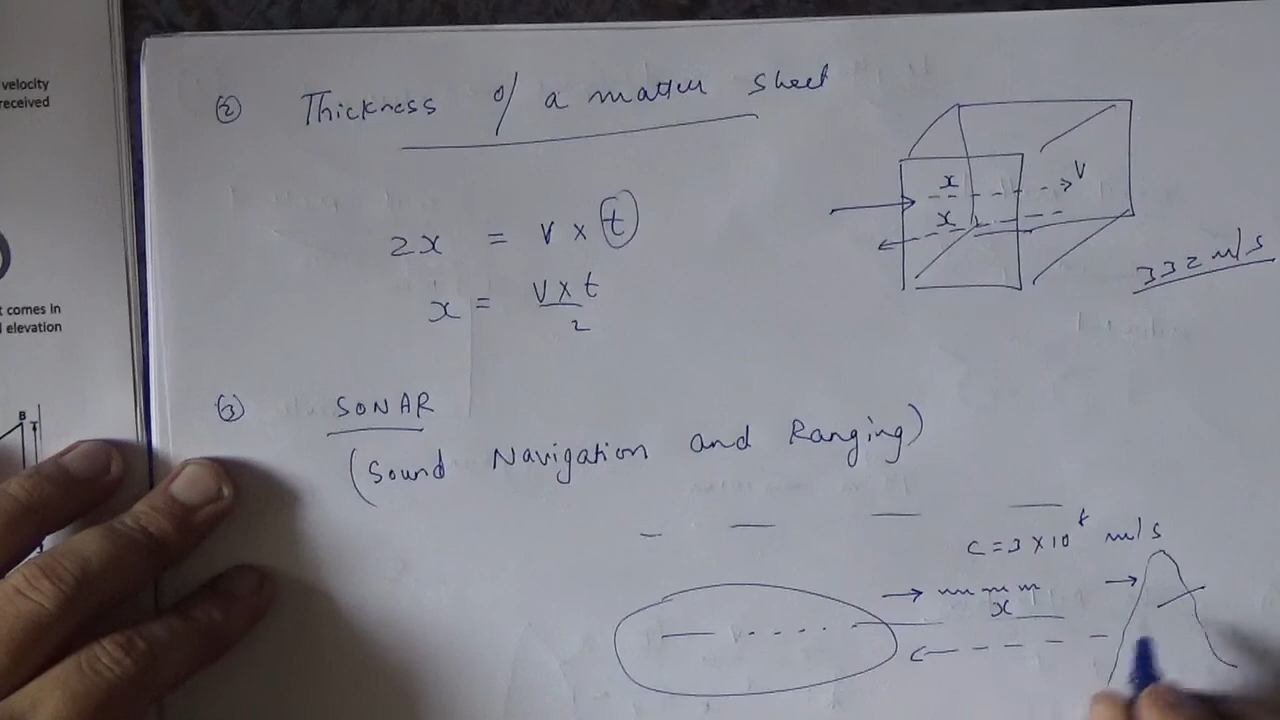 velocity
received
t comes in
l elevation
B
② Thickness of a matter sheet
2x = v × t
x = v × t / 2
x
v
x
332 m/s
③ SONAR
(Sound Navigation and Ranging)
c = 3 × 10⁸ m/s
x